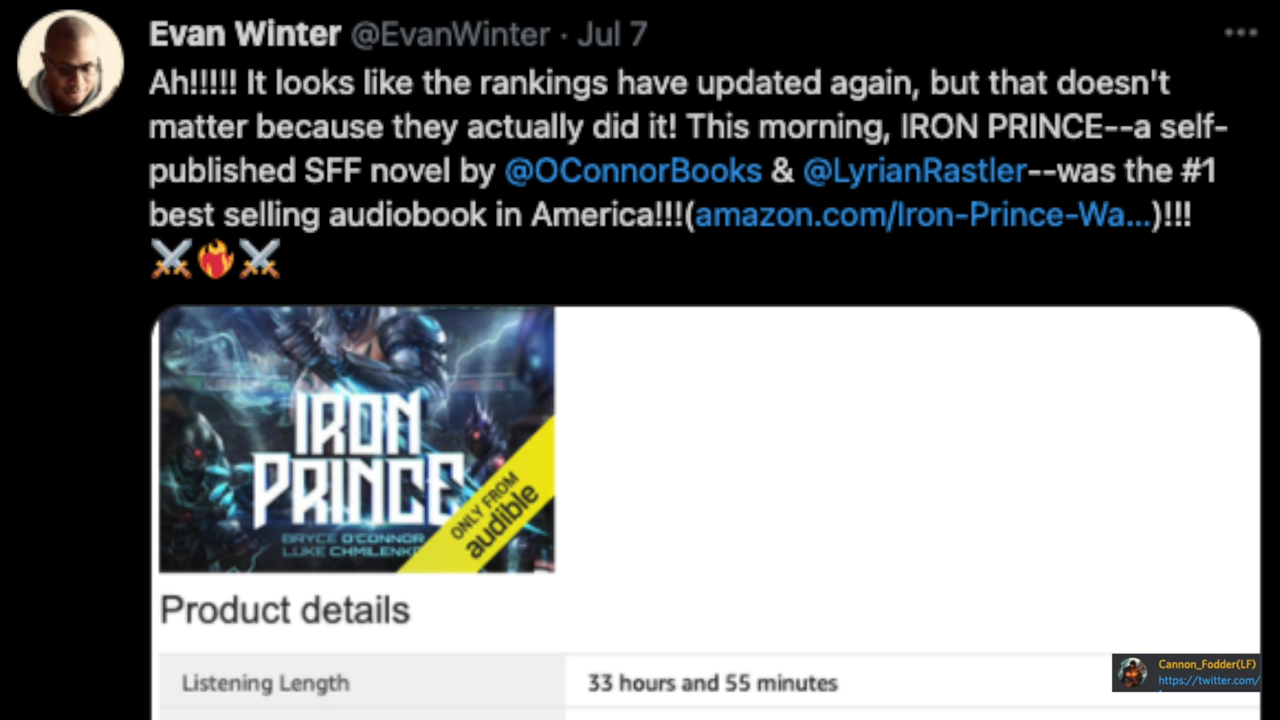 Evan Winter @EvanWinter · Jul 7
Ah!!!!! It looks like the rankings have updated again, but that doesn't
matter because they actually did it! This morning, IRON PRINCE--a self-
published SFF novel by @OConnorBooks & @LyrianRastler--was the #1
best selling audiobook in America!!!(amazon.com/Iron-Prince-Wa...)!!!
IRON
PRINCE
ONLY FROM
audible
BRYCE O'CONNOR
LUKE CHMILENK
Product details
Listening Length 33 hours and 55 minutes
Cannon_Fodder(LF)
https://twitter.com/